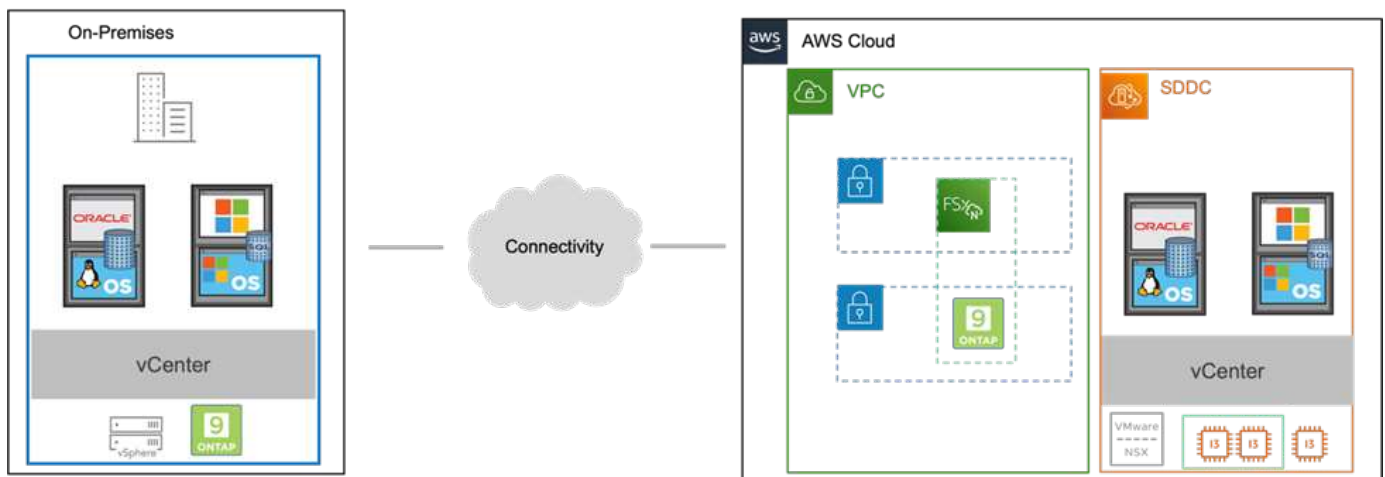 On-Premises
ORACLE
SQL
OS
OS
vCenter
vSphere
9
ONTAP
Connectivity
aws
AWS Cloud
VPC
FSx
N
9
ONTAP
SDDC
ORACLE
SQL
OS
OS
vCenter
VMware
NSX
I3
I3
I3